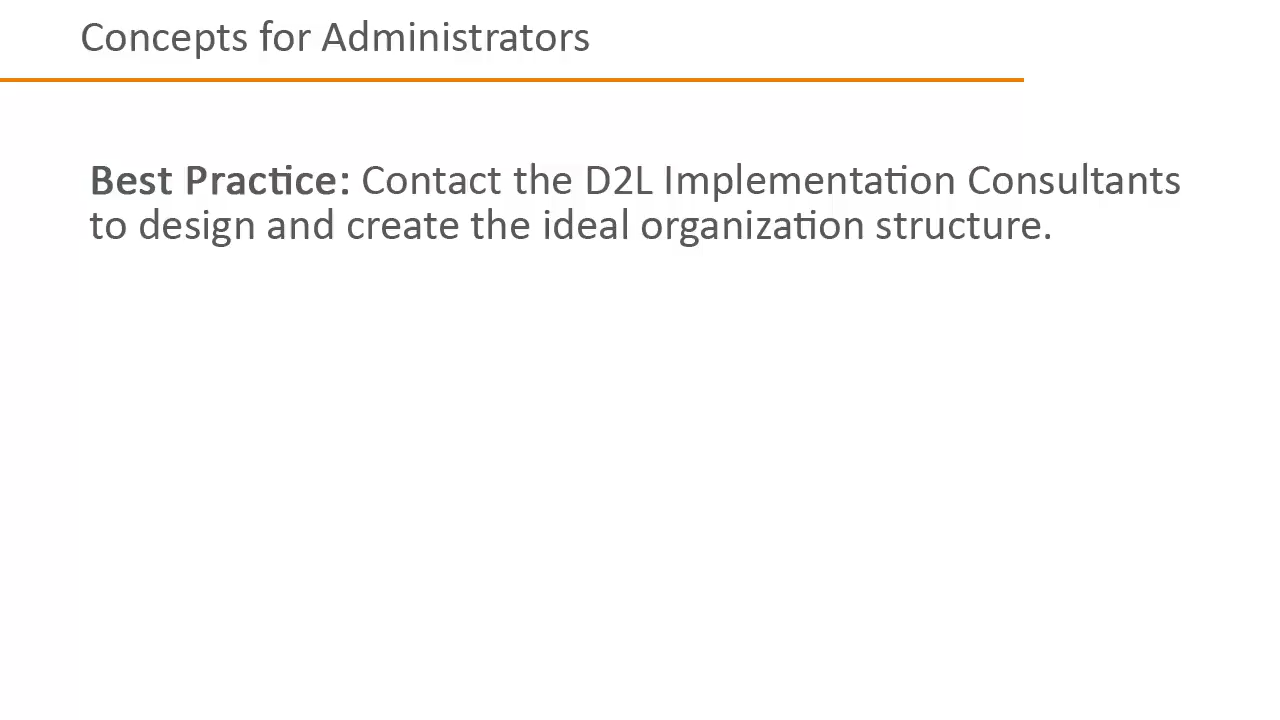 Concepts for Administrators
Best Practice: Contact the D2L Implementation Consultants
to design and create the ideal organization structure.